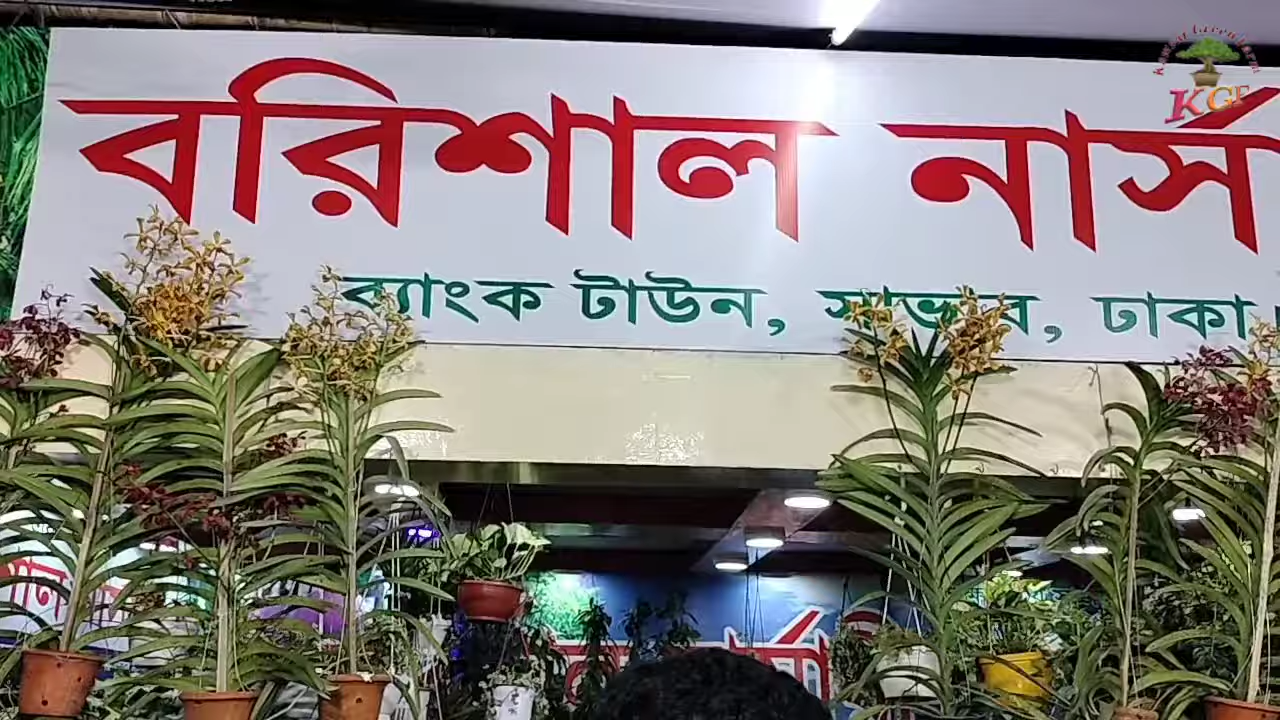 বরিশাল নার্স
ব্যাংক টাউন, সাভার, ঢাকা।
KGF